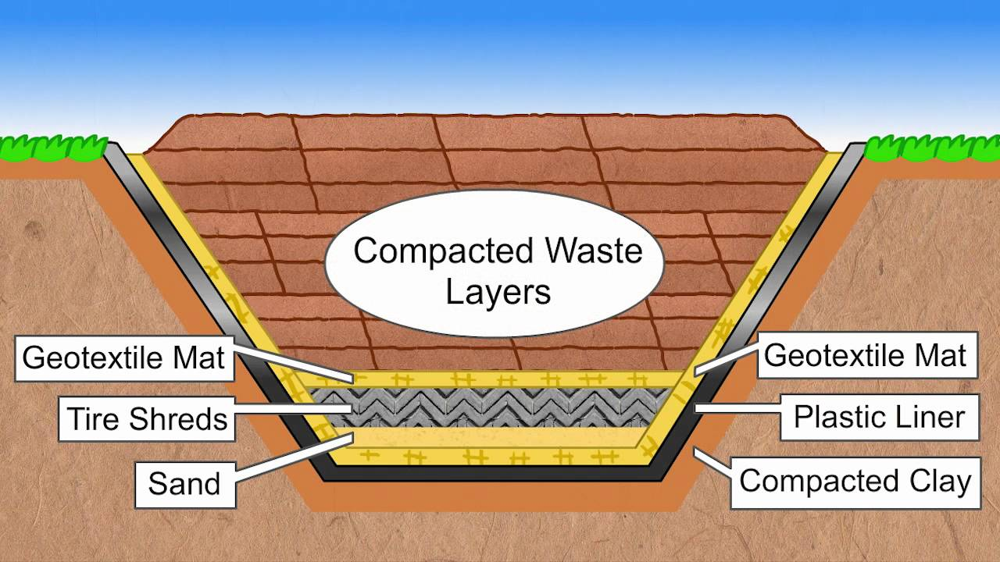 Compacted Waste
Layers
Geotextile Mat
Tire Shreds
Sand
Geotextile Mat
Plastic Liner
Compacted Clay